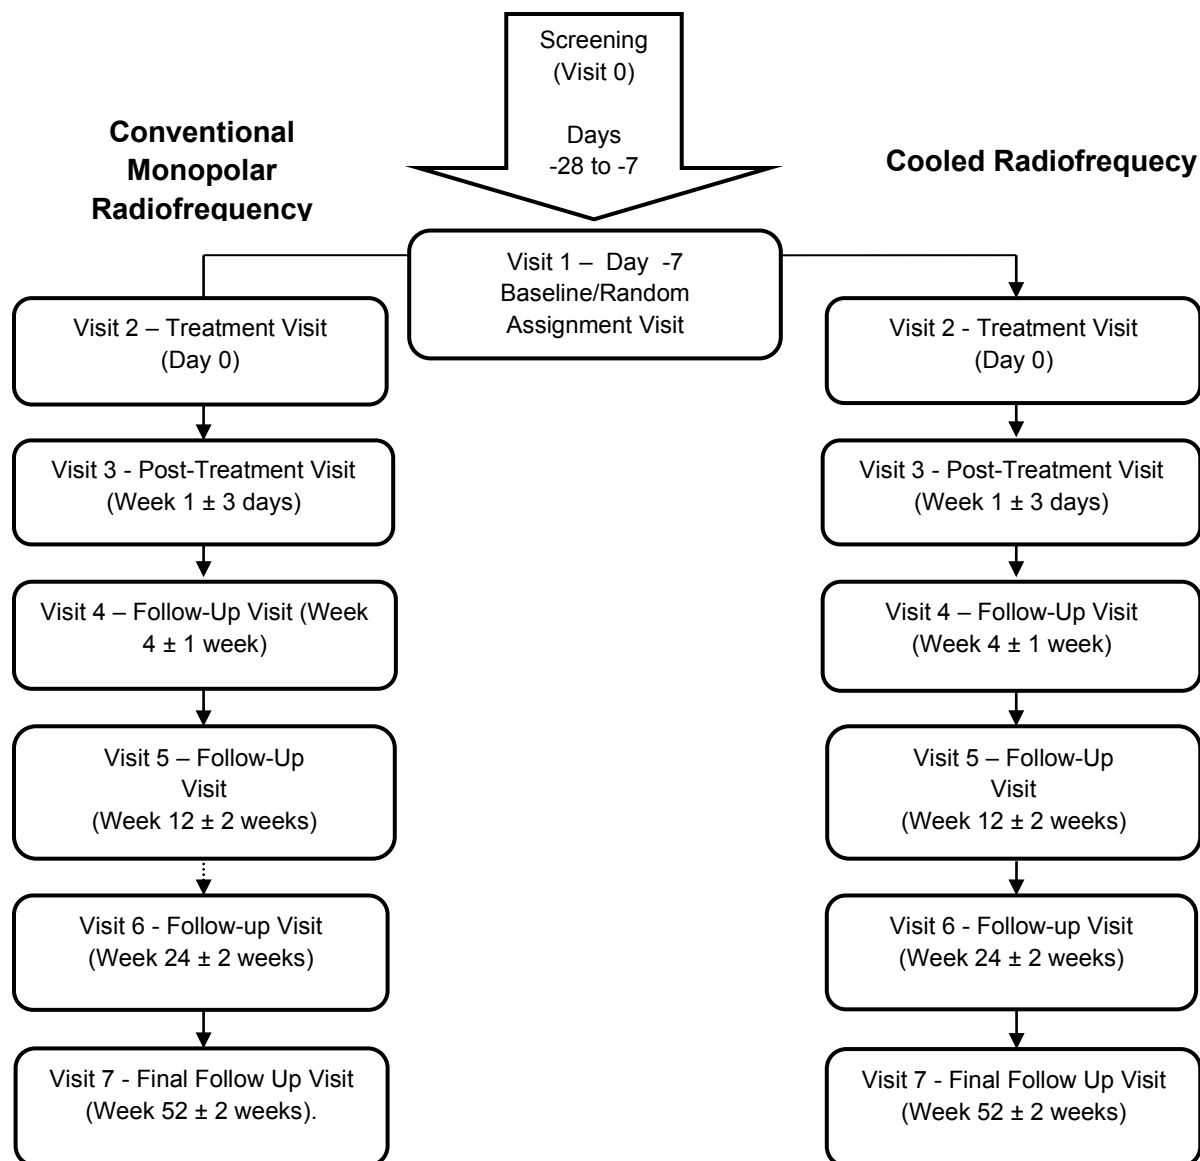 Screening
(Visit 0)
Days
-28 to -7
Conventional
Monopolar
Radiofrequency
Cooled Radiofrequecy
Visit 1 – Day -7
Baseline/Random
Assignment Visit
Visit 2 – Treatment Visit
(Day 0)
Visit 3 - Post-Treatment Visit
(Week 1 ± 3 days)
Visit 4 – Follow-Up Visit (Week
4 ± 1 week)
Visit 5 – Follow-Up
Visit
(Week 12 ± 2 weeks)
Visit 6 - Follow-up Visit
(Week 24 ± 2 weeks)
Visit 7 - Final Follow Up Visit
(Week 52 ± 2 weeks).
Visit 2 - Treatment Visit
(Day 0)
Visit 3 - Post-Treatment Visit
(Week 1 ± 3 days)
Visit 4 – Follow-Up Visit
(Week 4 ± 1 week)
Visit 5 – Follow-Up
Visit
(Week 12 ± 2 weeks)
Visit 6 - Follow-up Visit
(Week 24 ± 2 weeks)
Visit 7 - Final Follow Up Visit
(Week 52 ± 2 weeks)